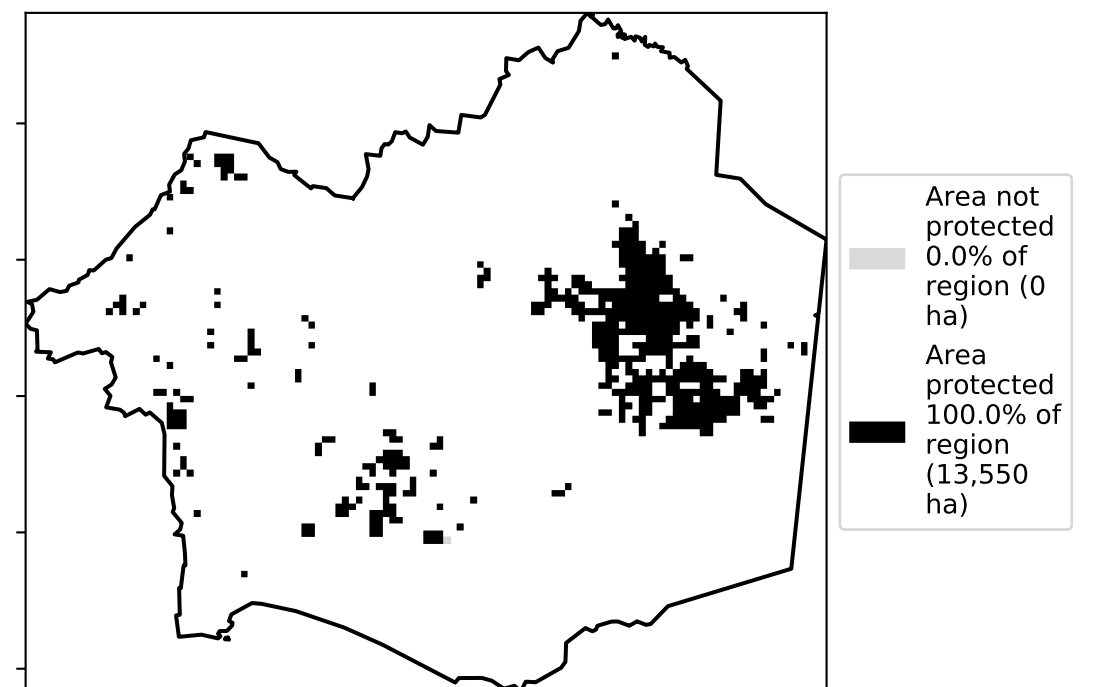 Area not
protected
0.0% of
region (0
ha)
Area
protected
100.0% of
region
(13,550
ha)